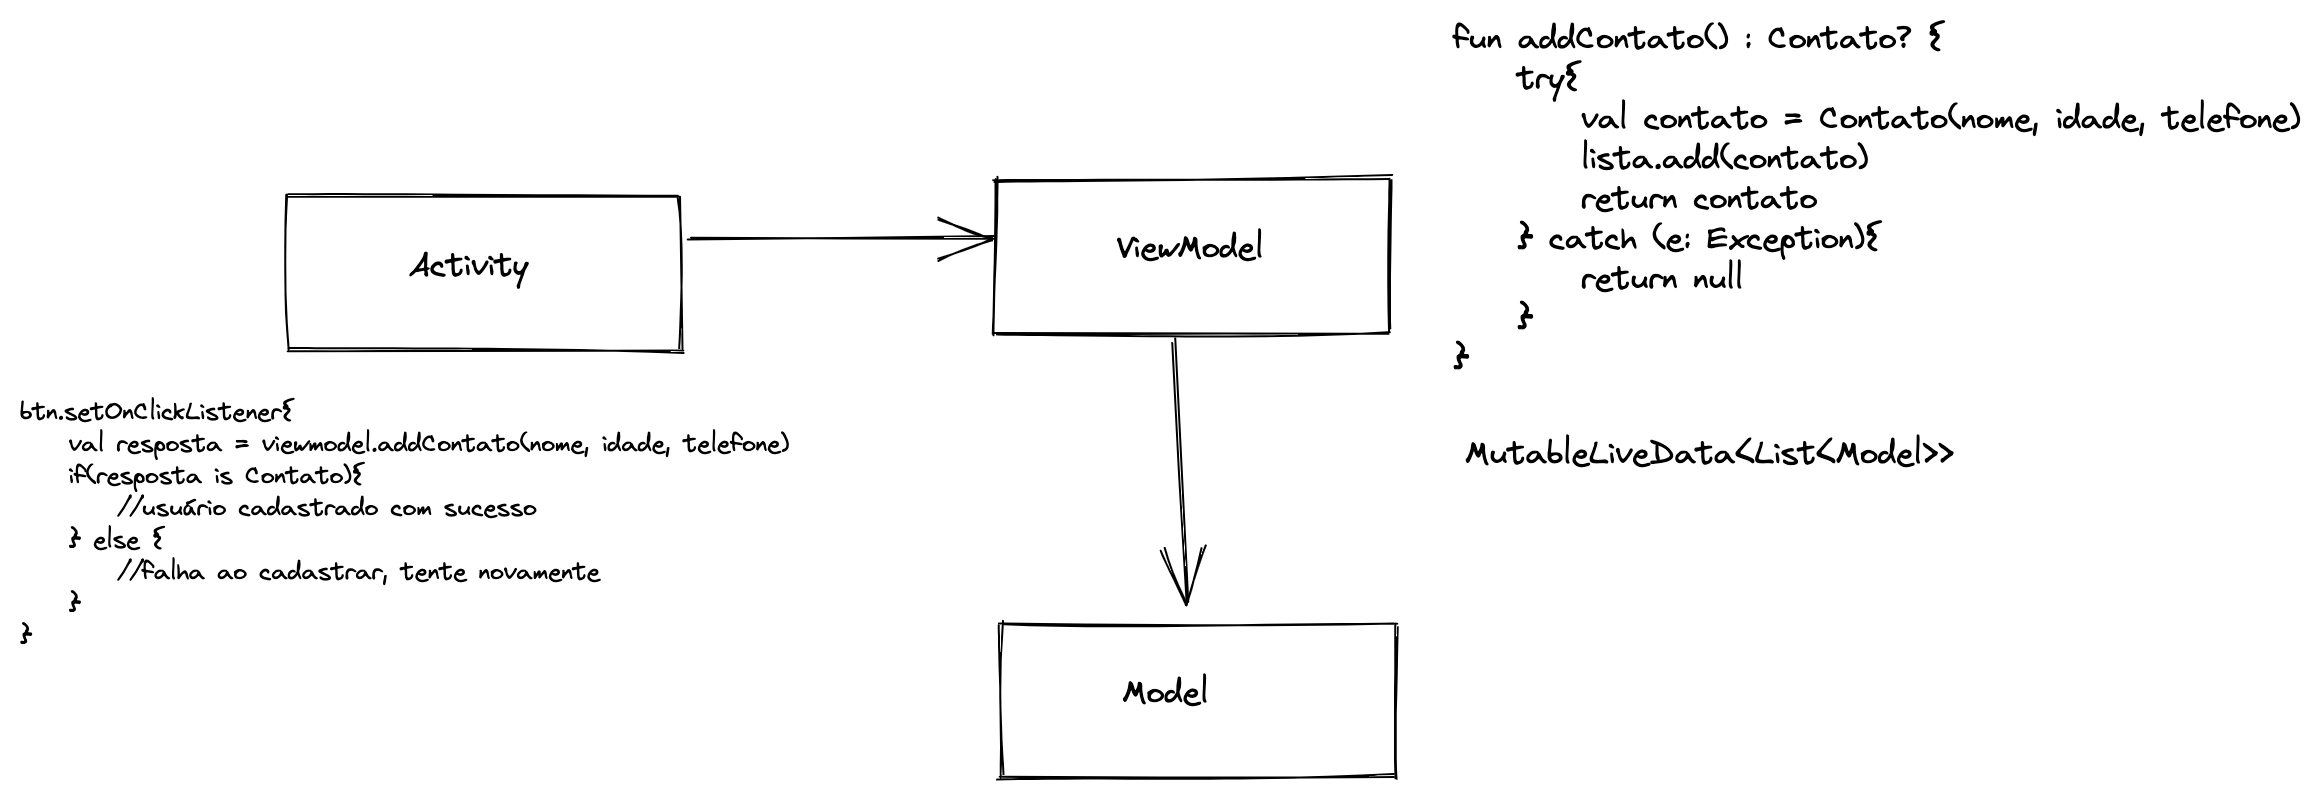 Activity
ViewModel
Model
btn.setOnClickListener{
val resposta = viewmodel.addContato(nome, idade, telefone)
if(resposta is Contato){
//usuário cadastrado com sucesso
} else {
//falha ao cadastrar, tente novamente
}
}
fun addContato() : Contato? {
try{
val contato = Contato(nome, idade, telefone)
lista.add(contato)
return contato
} catch (e: Exception){
return null
}
}
MutableLiveData<List<Model>>